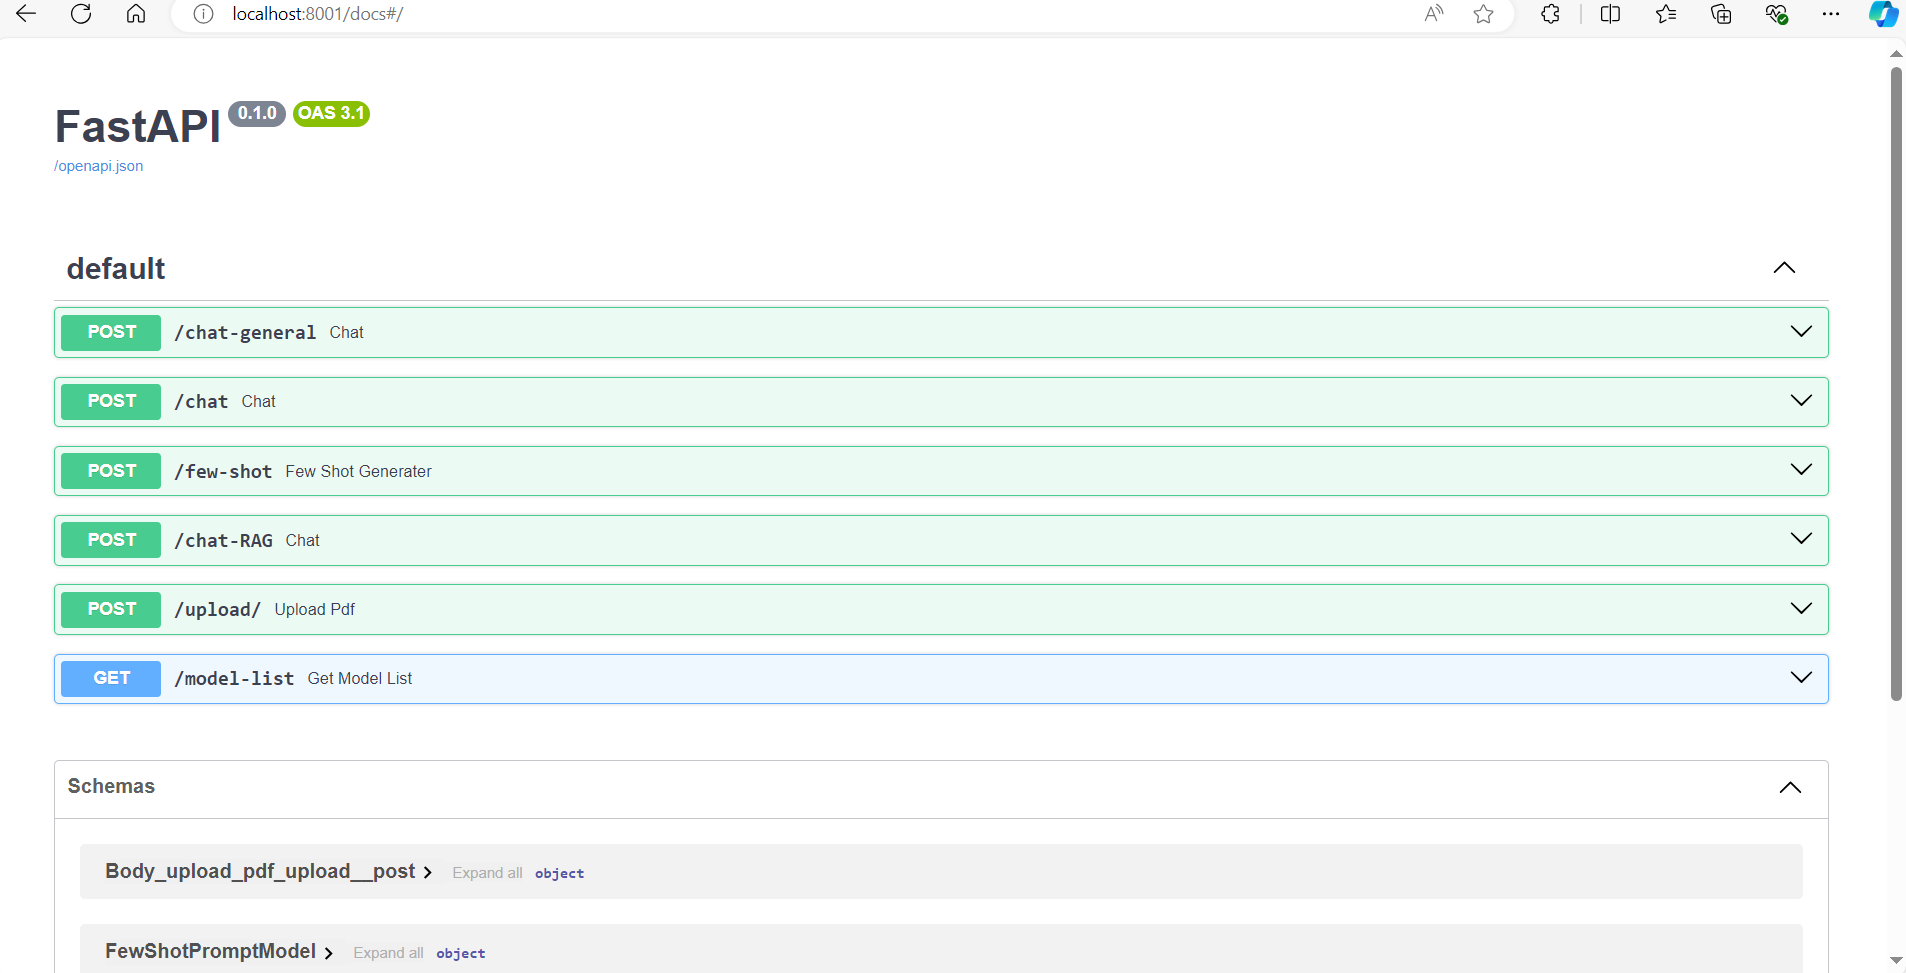 localhost:8001/docs#/
FastAPI 0.1.0 OAS 3.1
/openapi.json
default
POST /chat-general Chat
POST /chat Chat
POST /few-shot Few Shot Generater
POST /chat-RAG Chat
POST /upload/ Upload Pdf
GET /model-list Get Model List
Schemas
Body_upload_pdf_upload__post Expand all object
FewShotPromptModel Expand all object